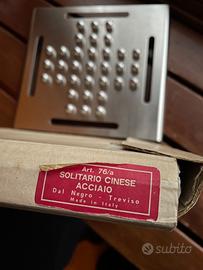 Art. 76/a
SOLITARIO CINESE
ACCIAIO
Dal Negro - Treviso
Made in Italy
subito